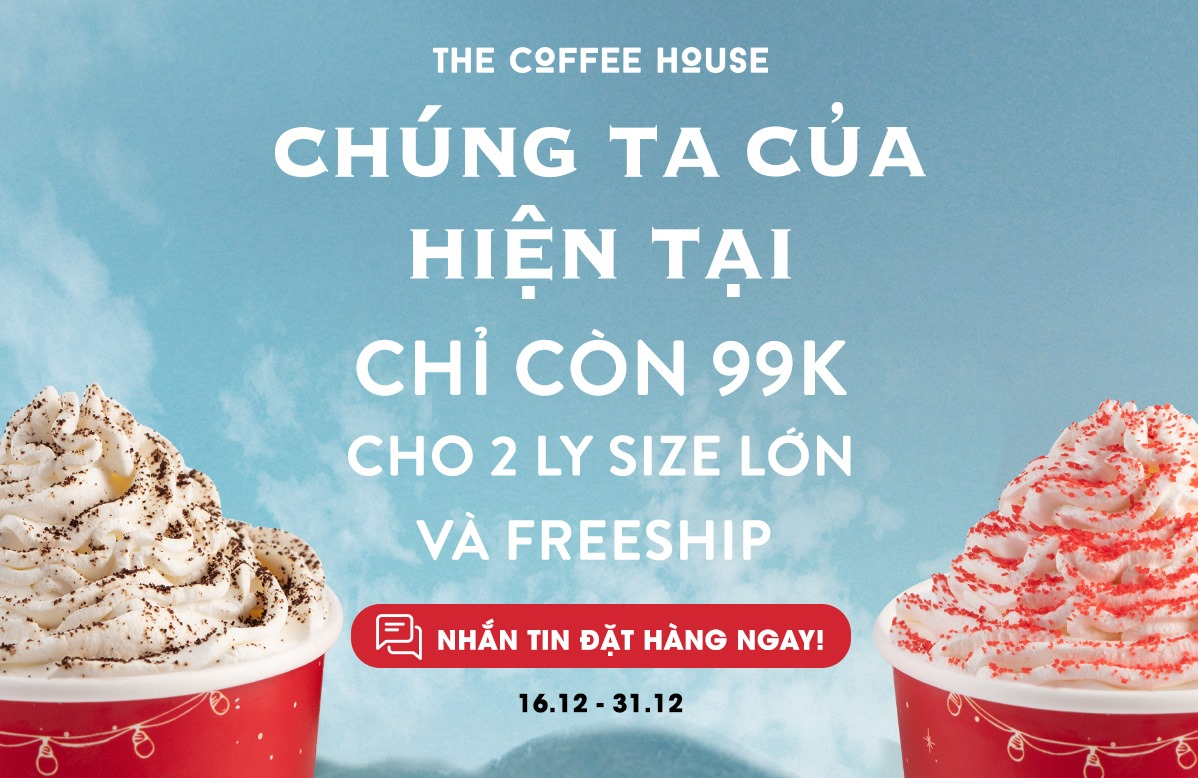 THE COFFEE HOUSE
CHÚNG TA CỦA
HIỆN TẠI
CHỈ CÒN 99K
CHO 2 LY SIZE LỚN
VÀ FREESHIP
NHẮN TIN ĐẶT HÀNG NGAY!
16.12 - 31.12